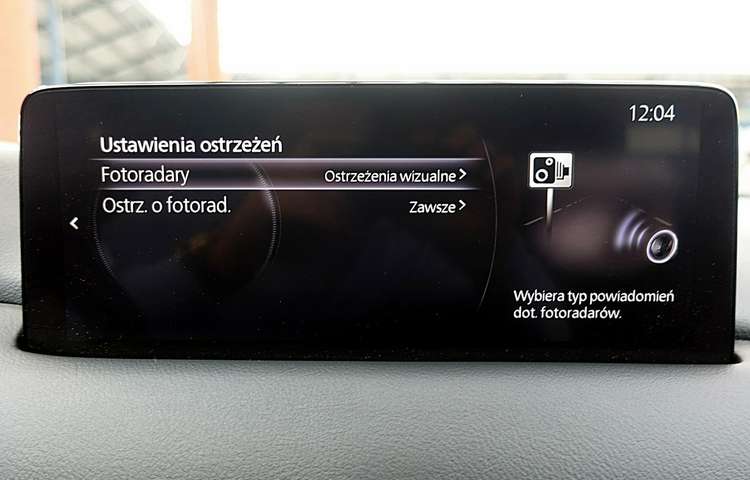 12:04
Ustawienia ostrzeżeń
Fotoradary Ostrzeżenia wizualne
Ostrz. o fotorad. Zawsze
Wybiera typ powiadomień
dot. fotoradarów.